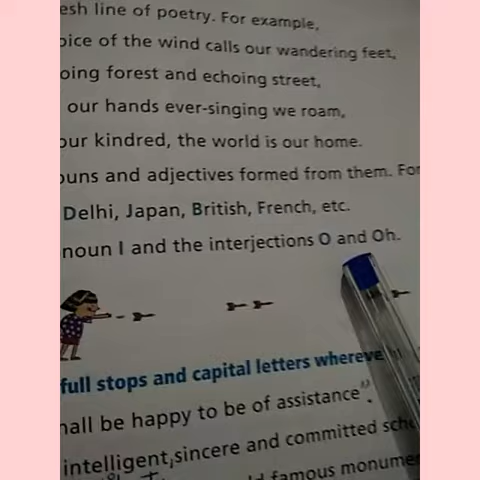 esh line of poetry. For example,
oice of the wind calls our wandering feet,
oing forest and echoing street,
our hands ever-singing we roam,
our kindred, the world is our home.
ouns and adjectives formed from them. For
Delhi, Japan, British, French, etc.
noun I and the interjections O and Oh.
full stops and capital letters whereve
hall be happy to be of assistance".
intelligent, sincere and committed sch
famous monume